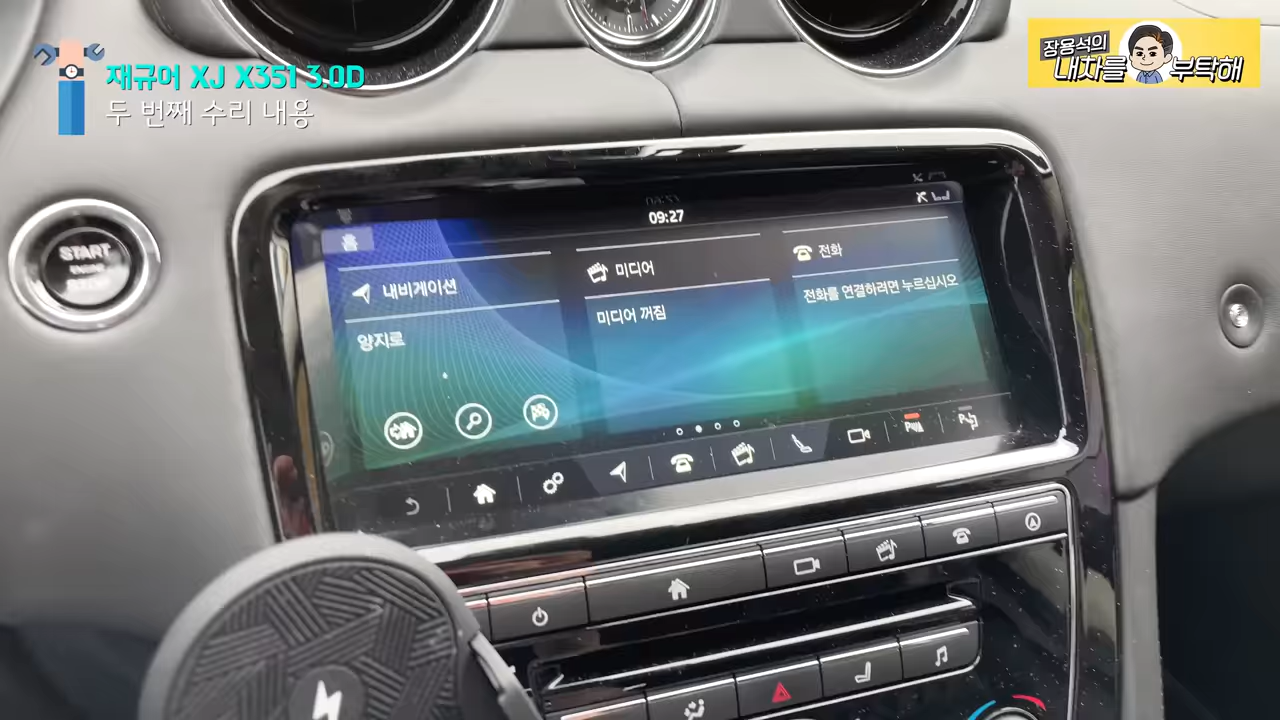 재규어 XJ X351 3.0D
두 번째 수리 내용
장용석의
내차를 부탁해
START
ENGINE
STOP
09:27
내비게이션
양지로
미디어
미디어 꺼짐
전화
전화를 연결하려면 누르십시오